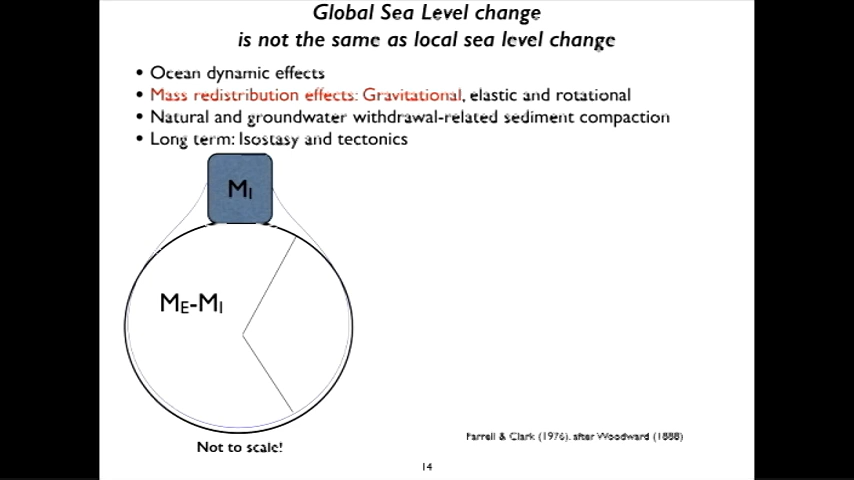 Global Sea Level change
is not the same as local sea level change
• Ocean dynamic effects
• Mass redistribution effects: Gravitational, elastic and rotational
• Natural and groundwater withdrawal-related sediment compaction
• Long term: Isostasy and tectonics
MI
ME-MI
Farrell & Clark (1976), after Woodward (1888)
Not to scale!
14